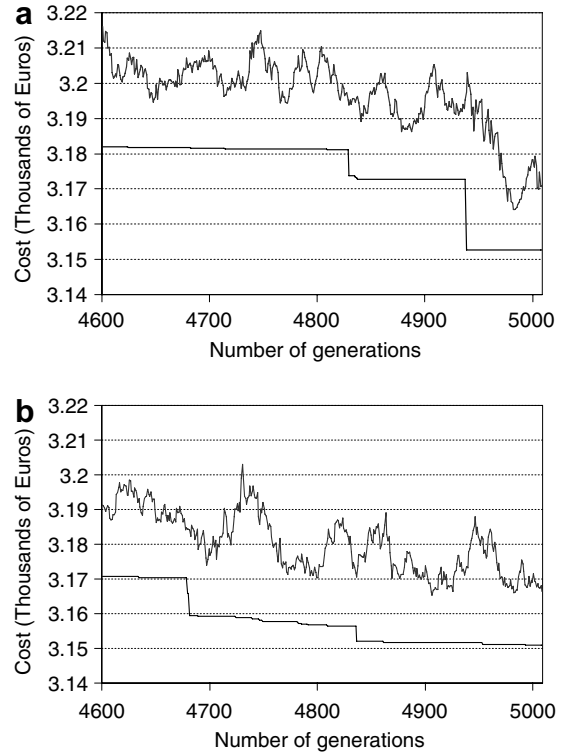 a
Cost (Thousands of Euros)
3.22
3.21
3.2
3.19
3.18
3.17
3.16
3.15
3.14
4600 4700 4800 4900 5000
Number of generations
b
Cost (Thousands of Euros)
3.22
3.21
3.2
3.19
3.18
3.17
3.16
3.15
3.14
4600 4700 4800 4900 5000
Number of generations